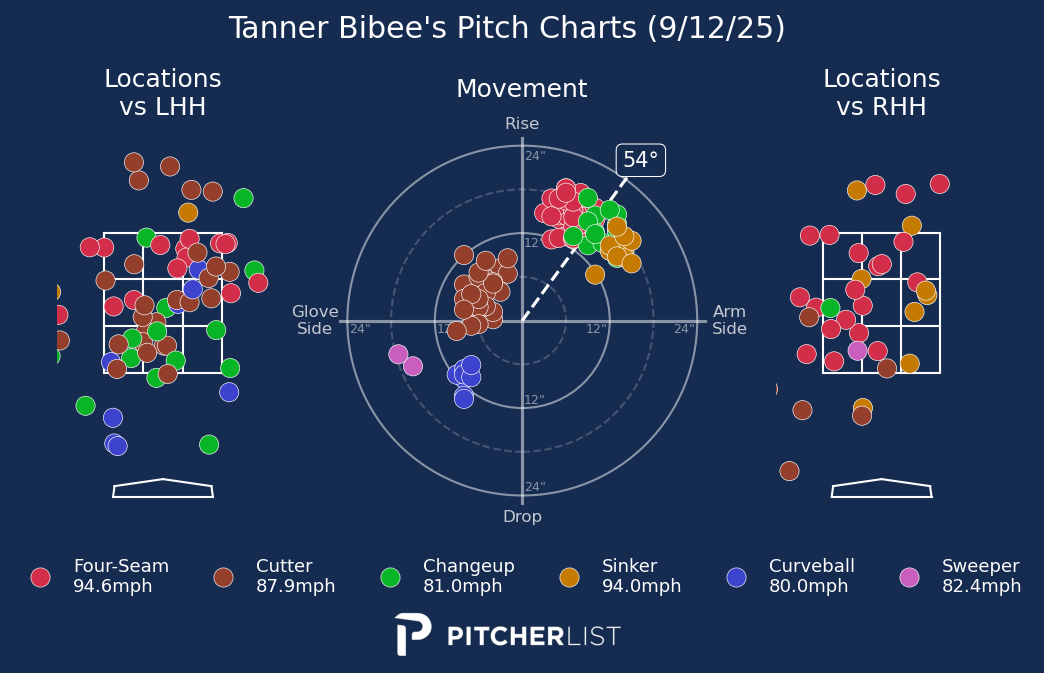 Tanner Bibee's Pitch Charts (9/12/25)
Locations
vs LHH
Movement
Locations
vs RHH
Rise
54°
24"
12"
Glove
Side
24"
12"
12"
24"
Arm
Side
12"
24"
Drop
Four-Seam
94.6mph
Cutter
87.9mph
Changeup
81.0mph
Sinker
94.0mph
Curveball
80.0mph
Sweeper
82.4mph
PITCHERLIST